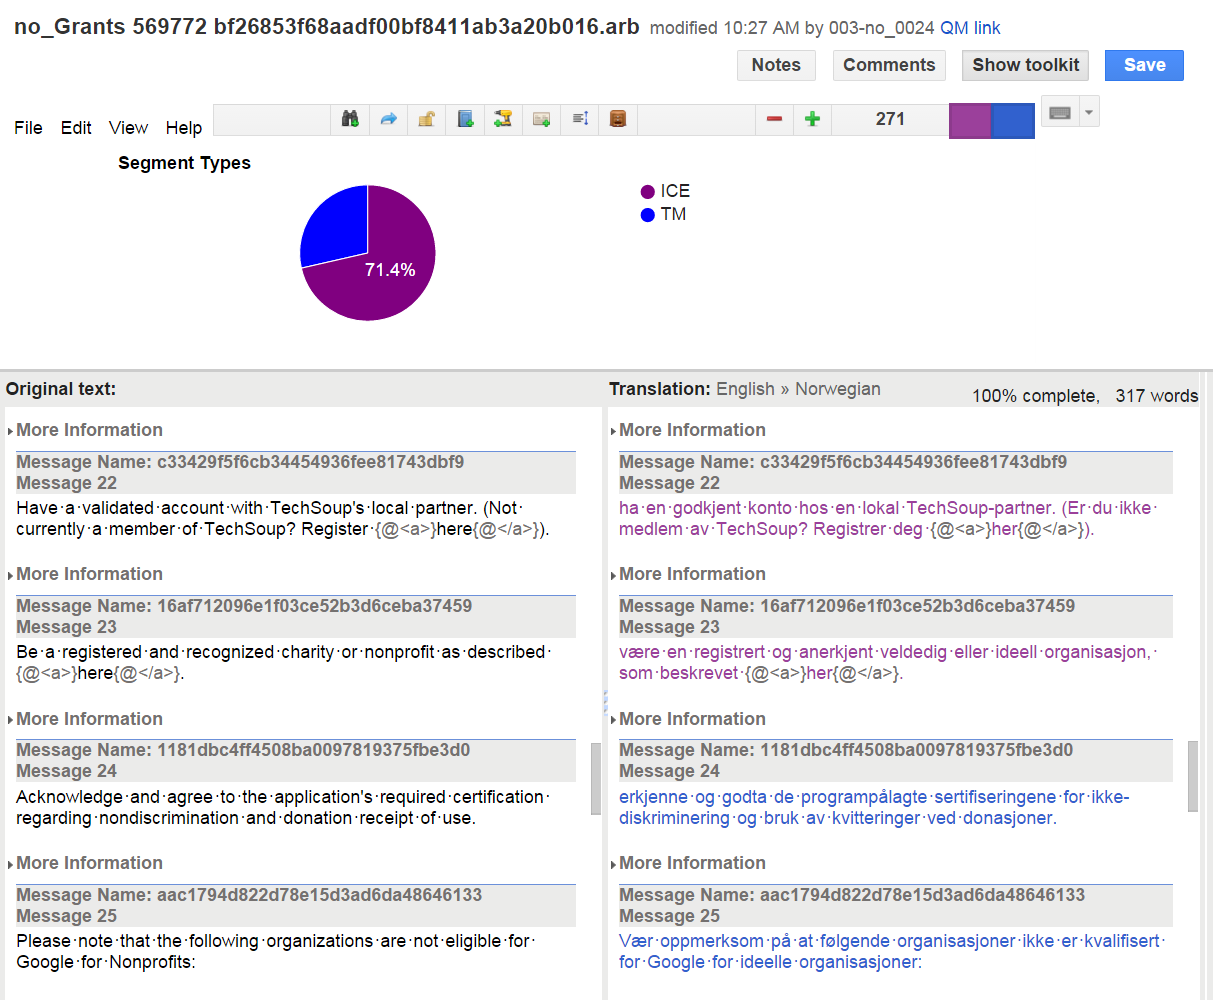 no_Grants 569772 bf26853f68aadf00bf8411ab3a20b016.arb modified 10:27 AM by 003-no_0024 QM link
Notes Comments Show toolkit Save
File Edit View Help 271
Segment Types
ICE
TM
71.4%
Original text:
Translation: English » Norwegian 100% complete, 317 words
More Information
Message Name: c33429f5f6cb34454936fee81743dbf9
Message 22
Have·a·validated·account·with·TechSoup's·local·partner.·(Not·
currently·a·member·of·TechSoup?·Register·{@<a>}here{@</a>}).
More Information
Message Name: 16af712096e1f03ce52b3d6ceba37459
Message 23
Be·a·registered·and·recognized·charity·or·nonprofit·as·described·
{@<a>}here{@</a>}.
More Information
Message Name: 1181dbc4ff4508ba0097819375fbe3d0
Message 24
Acknowledge·and·agree·to·the·application's·required·certification·
regarding·nondiscrimination·and·donation·receipt·of·use.
More Information
Message Name: aac1794d822d78e15d3ad6da48646133
Message 25
Please·note·that·the·following·organizations·are·not·eligible·for·
Google·for·Nonprofits:
More Information
Message Name: c33429f5f6cb34454936fee81743dbf9
Message 22
ha·en·godkjent·konto·hos·en·lokal·TechSoup-partner.·(Er·du·ikke·
medlem·av·TechSoup?·Registrer·deg·{@<a>}her{@</a>}).
More Information
Message Name: 16af712096e1f03ce52b3d6ceba37459
Message 23
være·en·registrert·og·anerkjent·veldedig·eller·ideell·organisasjon,·
som·beskrevet·{@<a>}her{@</a>}.
More Information
Message Name: 1181dbc4ff4508ba0097819375fbe3d0
Message 24
erkjenne·og·godta·de·programpålagte·sertifiseringene·for·ikke-
diskriminering·og·bruk·av·kvitteringer·ved·donasjoner.
More Information
Message Name: aac1794d822d78e15d3ad6da48646133
Message 25
Vær·oppmerksom·på·at·følgende·organisasjoner·ikke·er·kvalifisert·
for·Google·for·ideelle·organisasjoner: